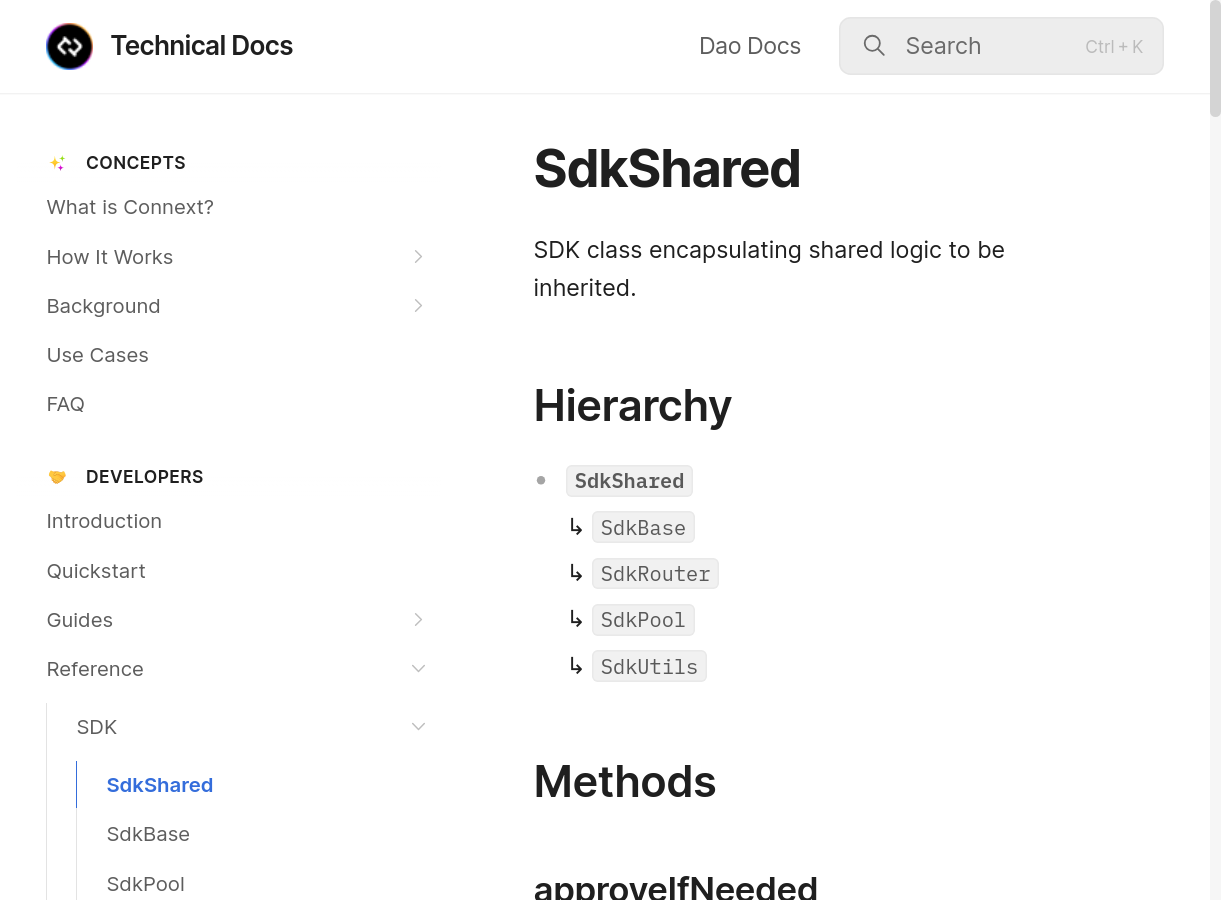 Technical Docs
Dao Docs
Search
Ctrl + K
CONCEPTS
What is Connext?
How It Works
Background
Use Cases
FAQ
DEVELOPERS
Introduction
Quickstart
Guides
Reference
SDK
SdkShared
SdkBase
SdkPool
SdkShared
SDK class encapsulating shared logic to be
inherited.
Hierarchy
SdkShared
↳ SdkBase
↳ SdkRouter
↳ SdkPool
↳ SdkUtils
Methods
approveIfNeeded